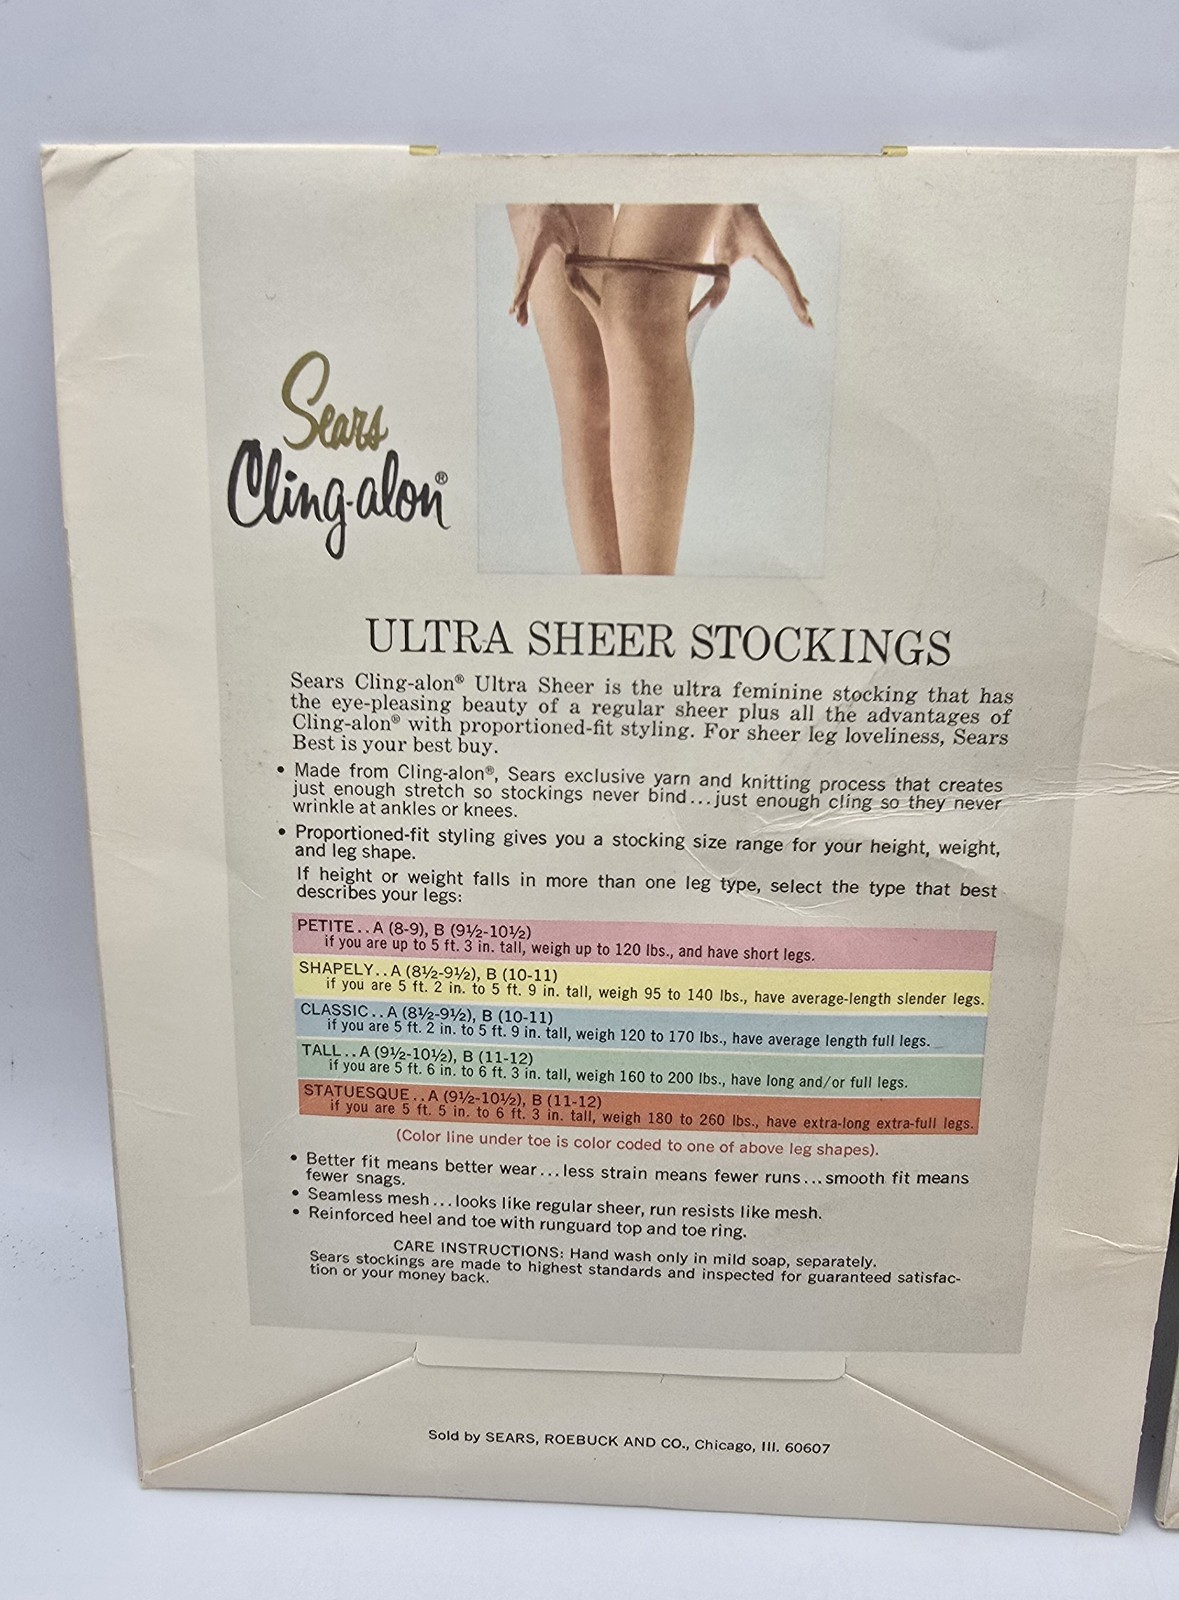 Sears
Cling-alon®
ULTRA SHEER STOCKINGS
Sears Cling-alon® Ultra Sheer is the ultra feminine stocking that has
the eye-pleasing beauty of a regular sheer plus all the advantages of
Cling-alon® with proportioned-fit styling. For sheer leg loveliness, Sears
Best is your best buy.
• Made from Cling-alon®, Sears exclusive yarn and knitting process that creates
just enough stretch so stockings never bind...just enough cling so they never
wrinkle at ankles or knees.
• Proportioned-fit styling gives you a stocking size range for your height, weight,
and leg shape.
If height or weight falls in more than one leg type, select the type that best
describes your legs:
PETITE..A (8-9), B (9½-10½)
if you are up to 5 ft. 3 in. tall, weigh up to 120 lbs., and have short legs.
SHAPELY..A (8½-9½), B (10-11)
if you are 5 ft. 2 in. to 5 ft. 9 in. tall, weigh 95 to 140 lbs., have average-length slender legs.
CLASSIC..A (8½-9½), B (10-11)
if you are 5 ft. 2 in. to 5 ft. 9 in. tall, weigh 120 to 170 lbs., have average length full legs.
TALL..A (9½-10½), B (11-12)
if you are 5 ft. 6 in. to 6 ft. 3 in. tall, weigh 160 to 200 lbs., have long and/or full legs.
STATUESQUE..A (9½-10½), B (11-12)
if you are 5 ft. 5 in. to 6 ft. 3 in. tall, weigh 180 to 260 lbs., have extra-long extra-full legs.
(Color line under toe is color coded to one of above leg shapes).
• Better fit means better wear...less strain means fewer runs...smooth fit means
fewer snags.
• Seamless mesh...looks like regular sheer, run resists like mesh.
• Reinforced heel and toe with runguard top and toe ring.
CARE INSTRUCTIONS: Hand wash only in mild soap, separately.
Sears stockings are made to highest standards and inspected for guaranteed satisfac-
tion or your money back.
Sold by SEARS, ROEBUCK AND CO., Chicago, Ill. 60607